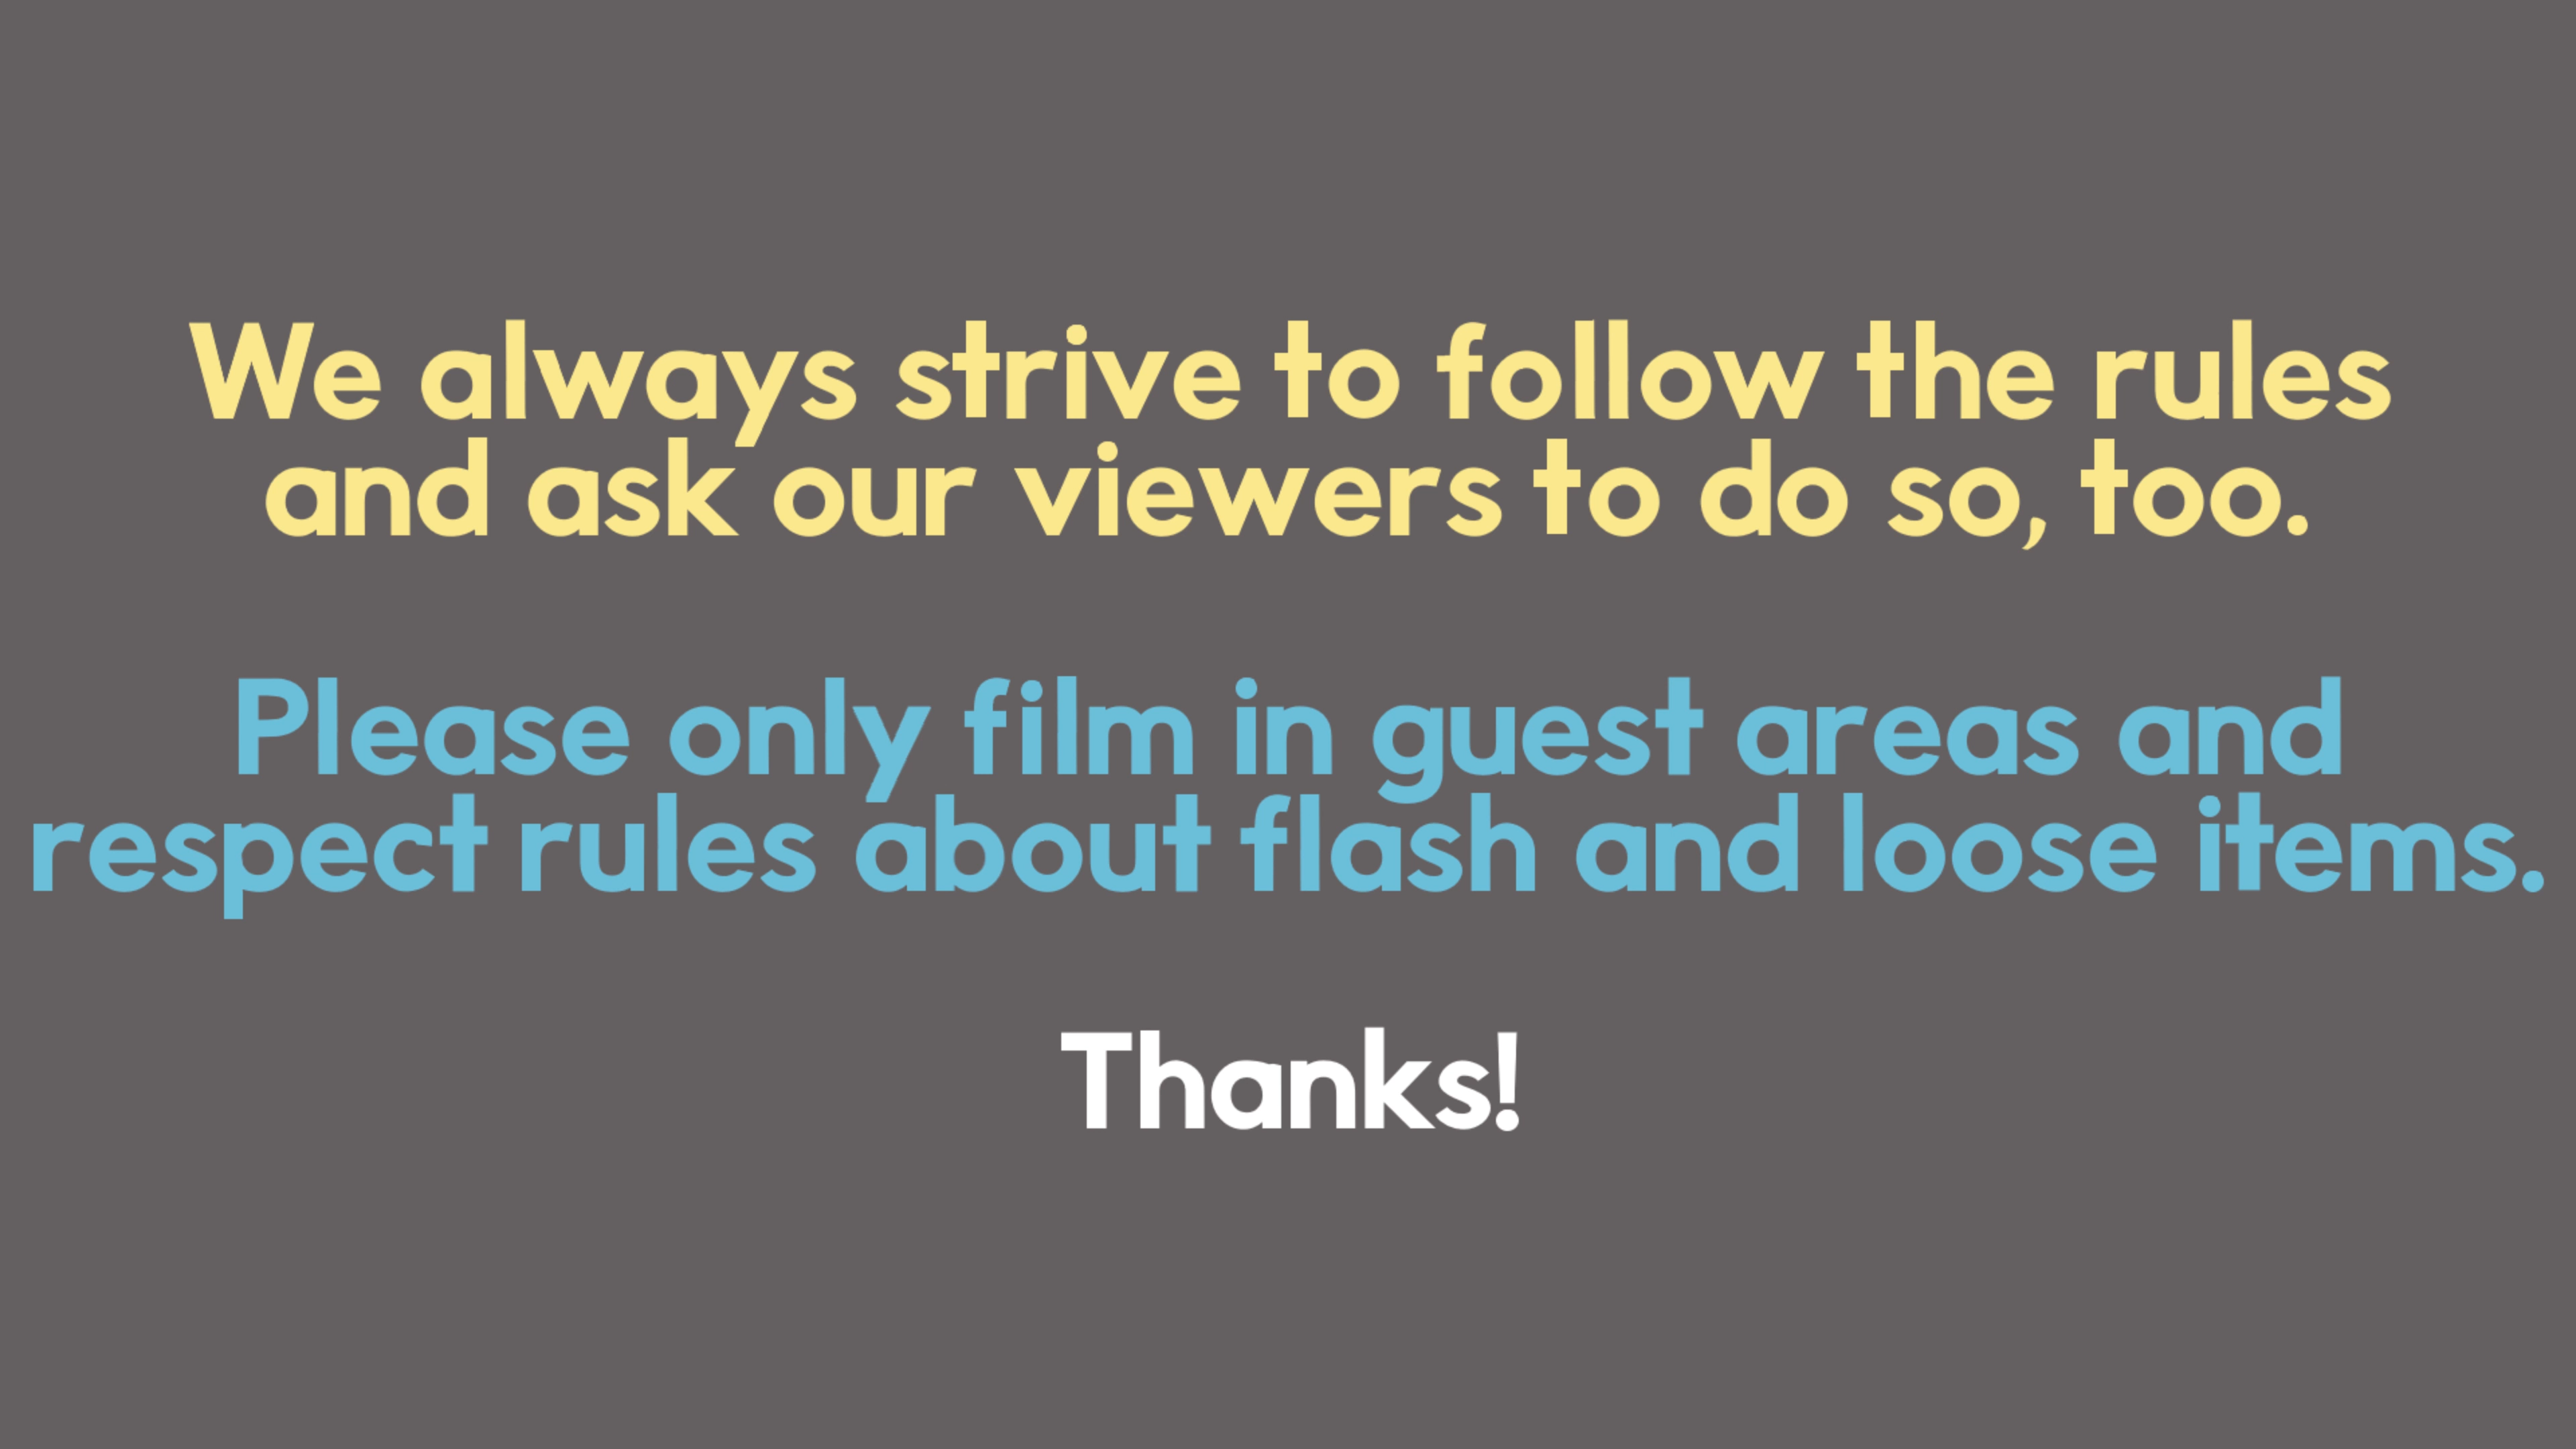 We always strive to follow the rules
and ask our viewers to do so, too.
Please only film in guest areas and
respect rules about flash and loose items.
Thanks!